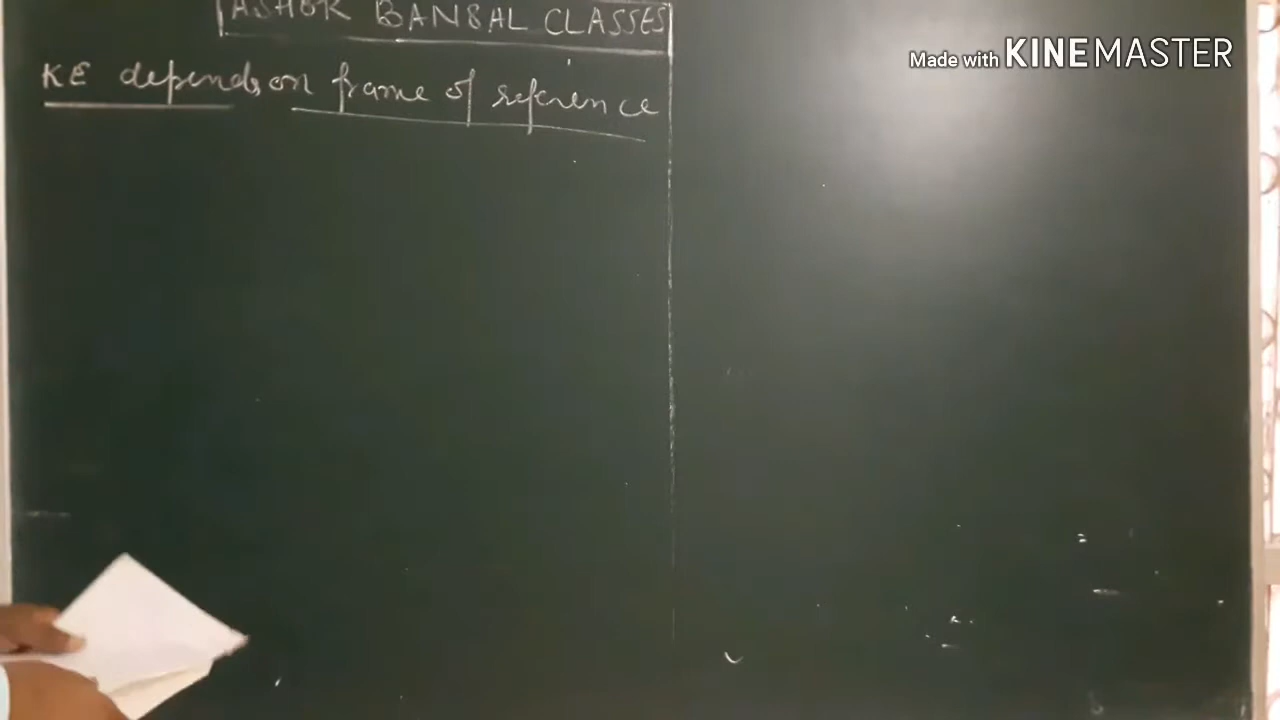 ASHOK BANSAL CLASSES
Made with KINEMASTER
KE depends on frame of reference